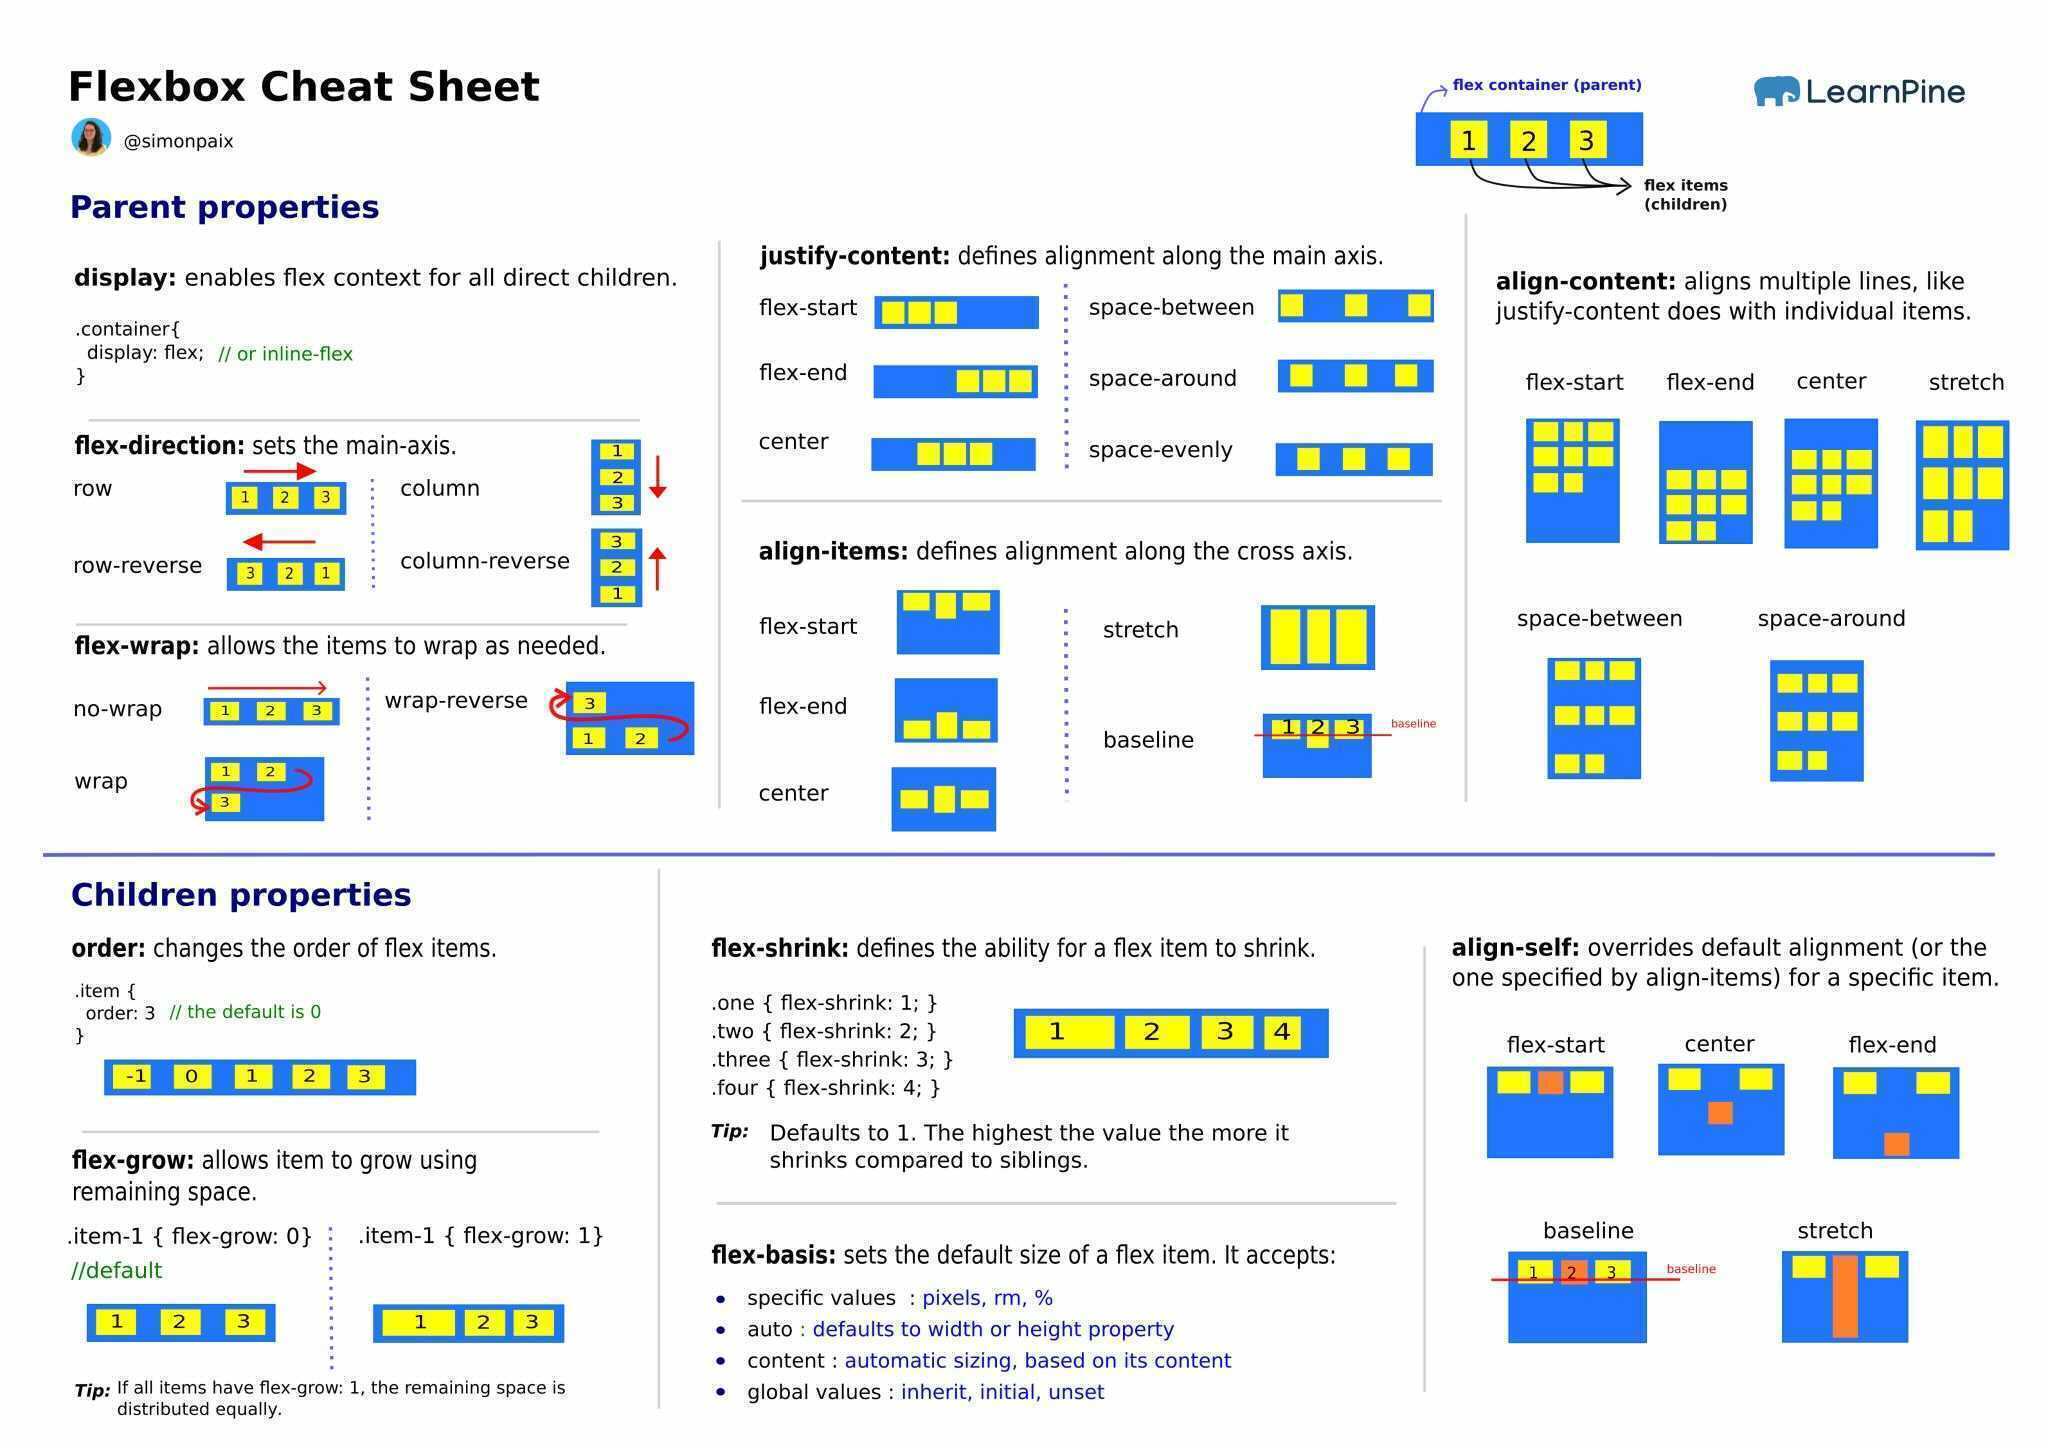 Flexbox Cheat Sheet
@simonpaix
flex container (parent)
1 2 3
flex items
(children)
LearnPine
Parent properties
display: enables flex context for all direct children.
.container{
display: flex; // or inline-flex
}
flex-direction: sets the main-axis.
row
1 2 3
column
1
2
3
row-reverse
3 2 1
column-reverse
3
2
1
flex-wrap: allows the items to wrap as needed.
no-wrap
1 2 3
wrap-reverse
3
1 2
wrap
1 2
3
justify-content: defines alignment along the main axis.
flex-start
space-between
flex-end
space-around
center
space-evenly
align-items: defines alignment along the cross axis.
flex-start
stretch
flex-end
baseline
1 2 3
baseline
center
align-content: aligns multiple lines, like
justify-content does with individual items.
flex-start flex-end center stretch
space-between space-around
Children properties
order: changes the order of flex items.
.item {
order: 3 // the default is 0
}
-1 0 1 2 3
flex-grow: allows item to grow using
remaining space.
.item-1 { flex-grow: 0}
//default
1 2 3
.item-1 { flex-grow: 1}
1 2 3
Tip: If all items have flex-grow: 1, the remaining space is
distributed equally.
flex-shrink: defines the ability for a flex item to shrink.
.one { flex-shrink: 1; }
.two { flex-shrink: 2; }
.three { flex-shrink: 3; }
.four { flex-shrink: 4; }
1 2 3 4
Tip: Defaults to 1. The highest the value the more it
shrinks compared to siblings.
flex-basis: sets the default size of a flex item. It accepts:
• specific values : pixels, rm, %
• auto : defaults to width or height property
• content : automatic sizing, based on its content
• global values : inherit, initial, unset
align-self: overrides default alignment (or the
one specified by align-items) for a specific item.
flex-start center flex-end
baseline stretch
1 2 3
baseline